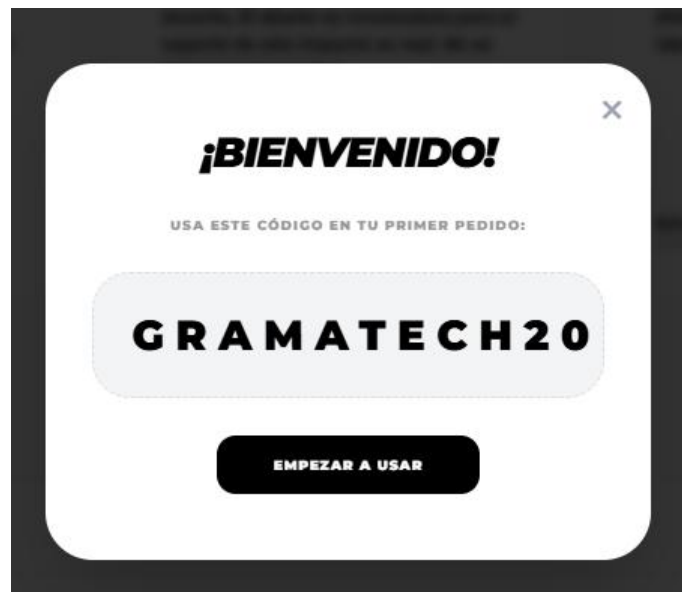 ¡BIENVENIDO!
USA ESTE CÓDIGO EN TU PRIMER PEDIDO:
GRAMATECH20
EMPEZAR A USAR